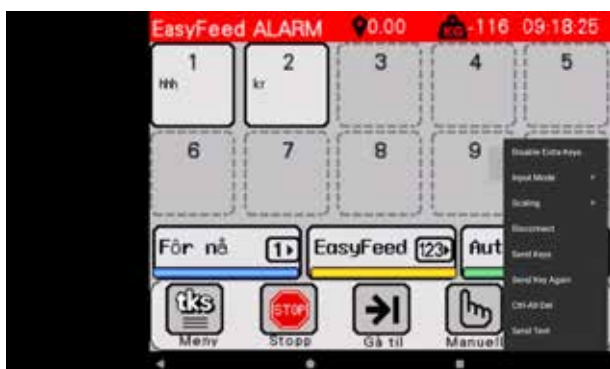 EasyFeed ALARM 0.00 KG -116 09:18:25
1 2 3 4 5
hhh kr
6 7 8 9
Disable Extra Keys
Input Mode
Scaling
Disconnect
Send Keys
Send Key Again
Ctrl-Alt-Del
Send Text
Fôr nå 1 EasyFeed 123 Aut
tks STOP
Meny Stopp Gå til Manuell